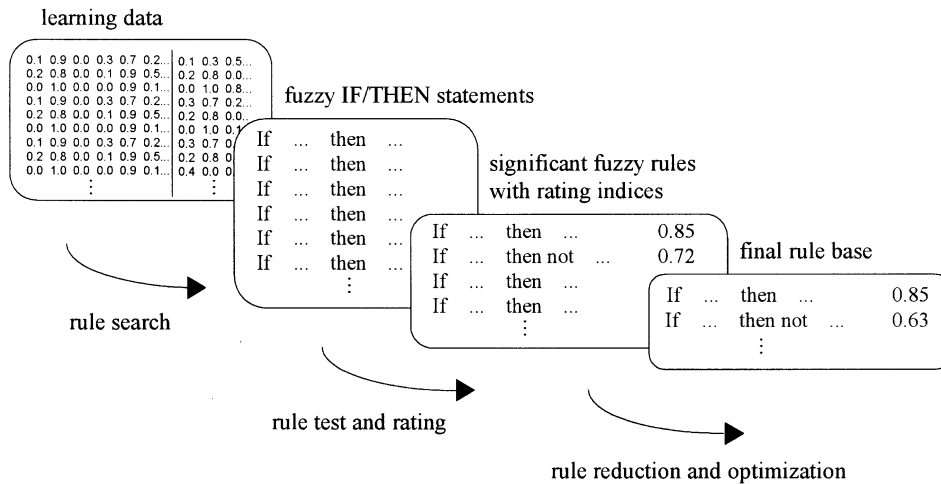 learning data
0.1 0.9 0.0 0.3 0.7 0.2... 0.1 0.3 0.5...
0.2 0.8 0.0 0.1 0.9 0.5... 0.2 0.8 0.0...
0.0 1.0 0.0 0.0 0.9 0.1... 0.0 1.0 0.8...
0.1 0.9 0.0 0.3 0.7 0.2... 0.3 0.7 0.2...
0.2 0.8 0.0 0.1 0.9 0.5... 0.2 0.8 0.0...
0.0 1.0 0.0 0.0 0.9 0.1... 0.0 1.0 0.1
0.1 0.9 0.0 0.3 0.7 0.2... 0.3 0.7
0.2 0.8 0.0 0.1 0.9 0.5... 0.2 0.8
0.0 1.0 0.0 0.0 0.9 0.1... 0.4 0.0
⋮ ⋮
fuzzy IF/THEN statements
If ... then ...
If ... then ...
If ... then ...
If ... then ...
If ... then ...
If ... then ...
⋮
significant fuzzy rules
with rating indices
If ... then ... 0.85
If ... then not ... 0.72
If ... then ...
If ... then ...
⋮
final rule base
If ... then ... 0.85
If ... then not ... 0.63
⋮
rule search
rule test and rating
rule reduction and optimization